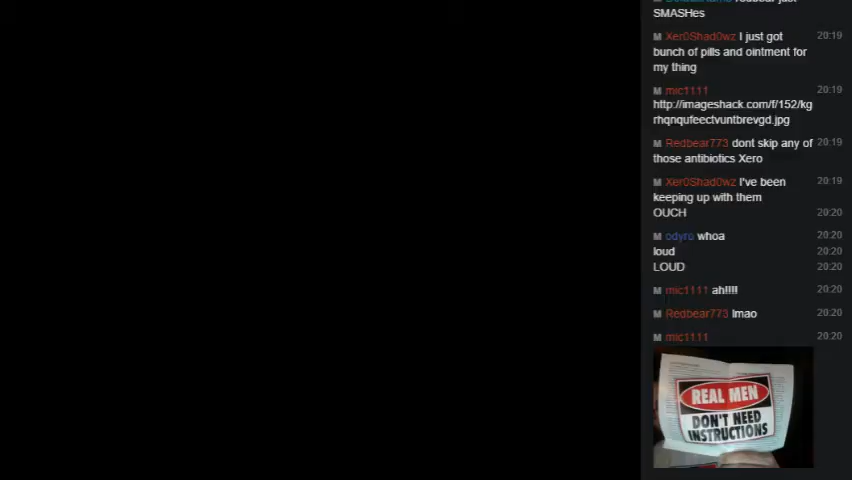 redbear just
SMASHes
M Xer0Shad0wz I just got 20:19
bunch of pills and ointment for
my thing
M mic1111 20:19
http://imageshack.com/f/152/kg
rhqnqufeectvuntbrevgd.jpg
M Redbear773 dont skip any of 20:19
those antibiotics Xero
M Xer0Shad0wz I've been 20:19
keeping up with them
OUCH 20:20
M odyro whoa 20:20
loud 20:20
LOUD 20:20
M mic1111 ah!!!! 20:20
M Redbear773 lmao 20:20
M mic1111 20:20
REAL MEN
DON'T NEED
INSTRUCTIONS